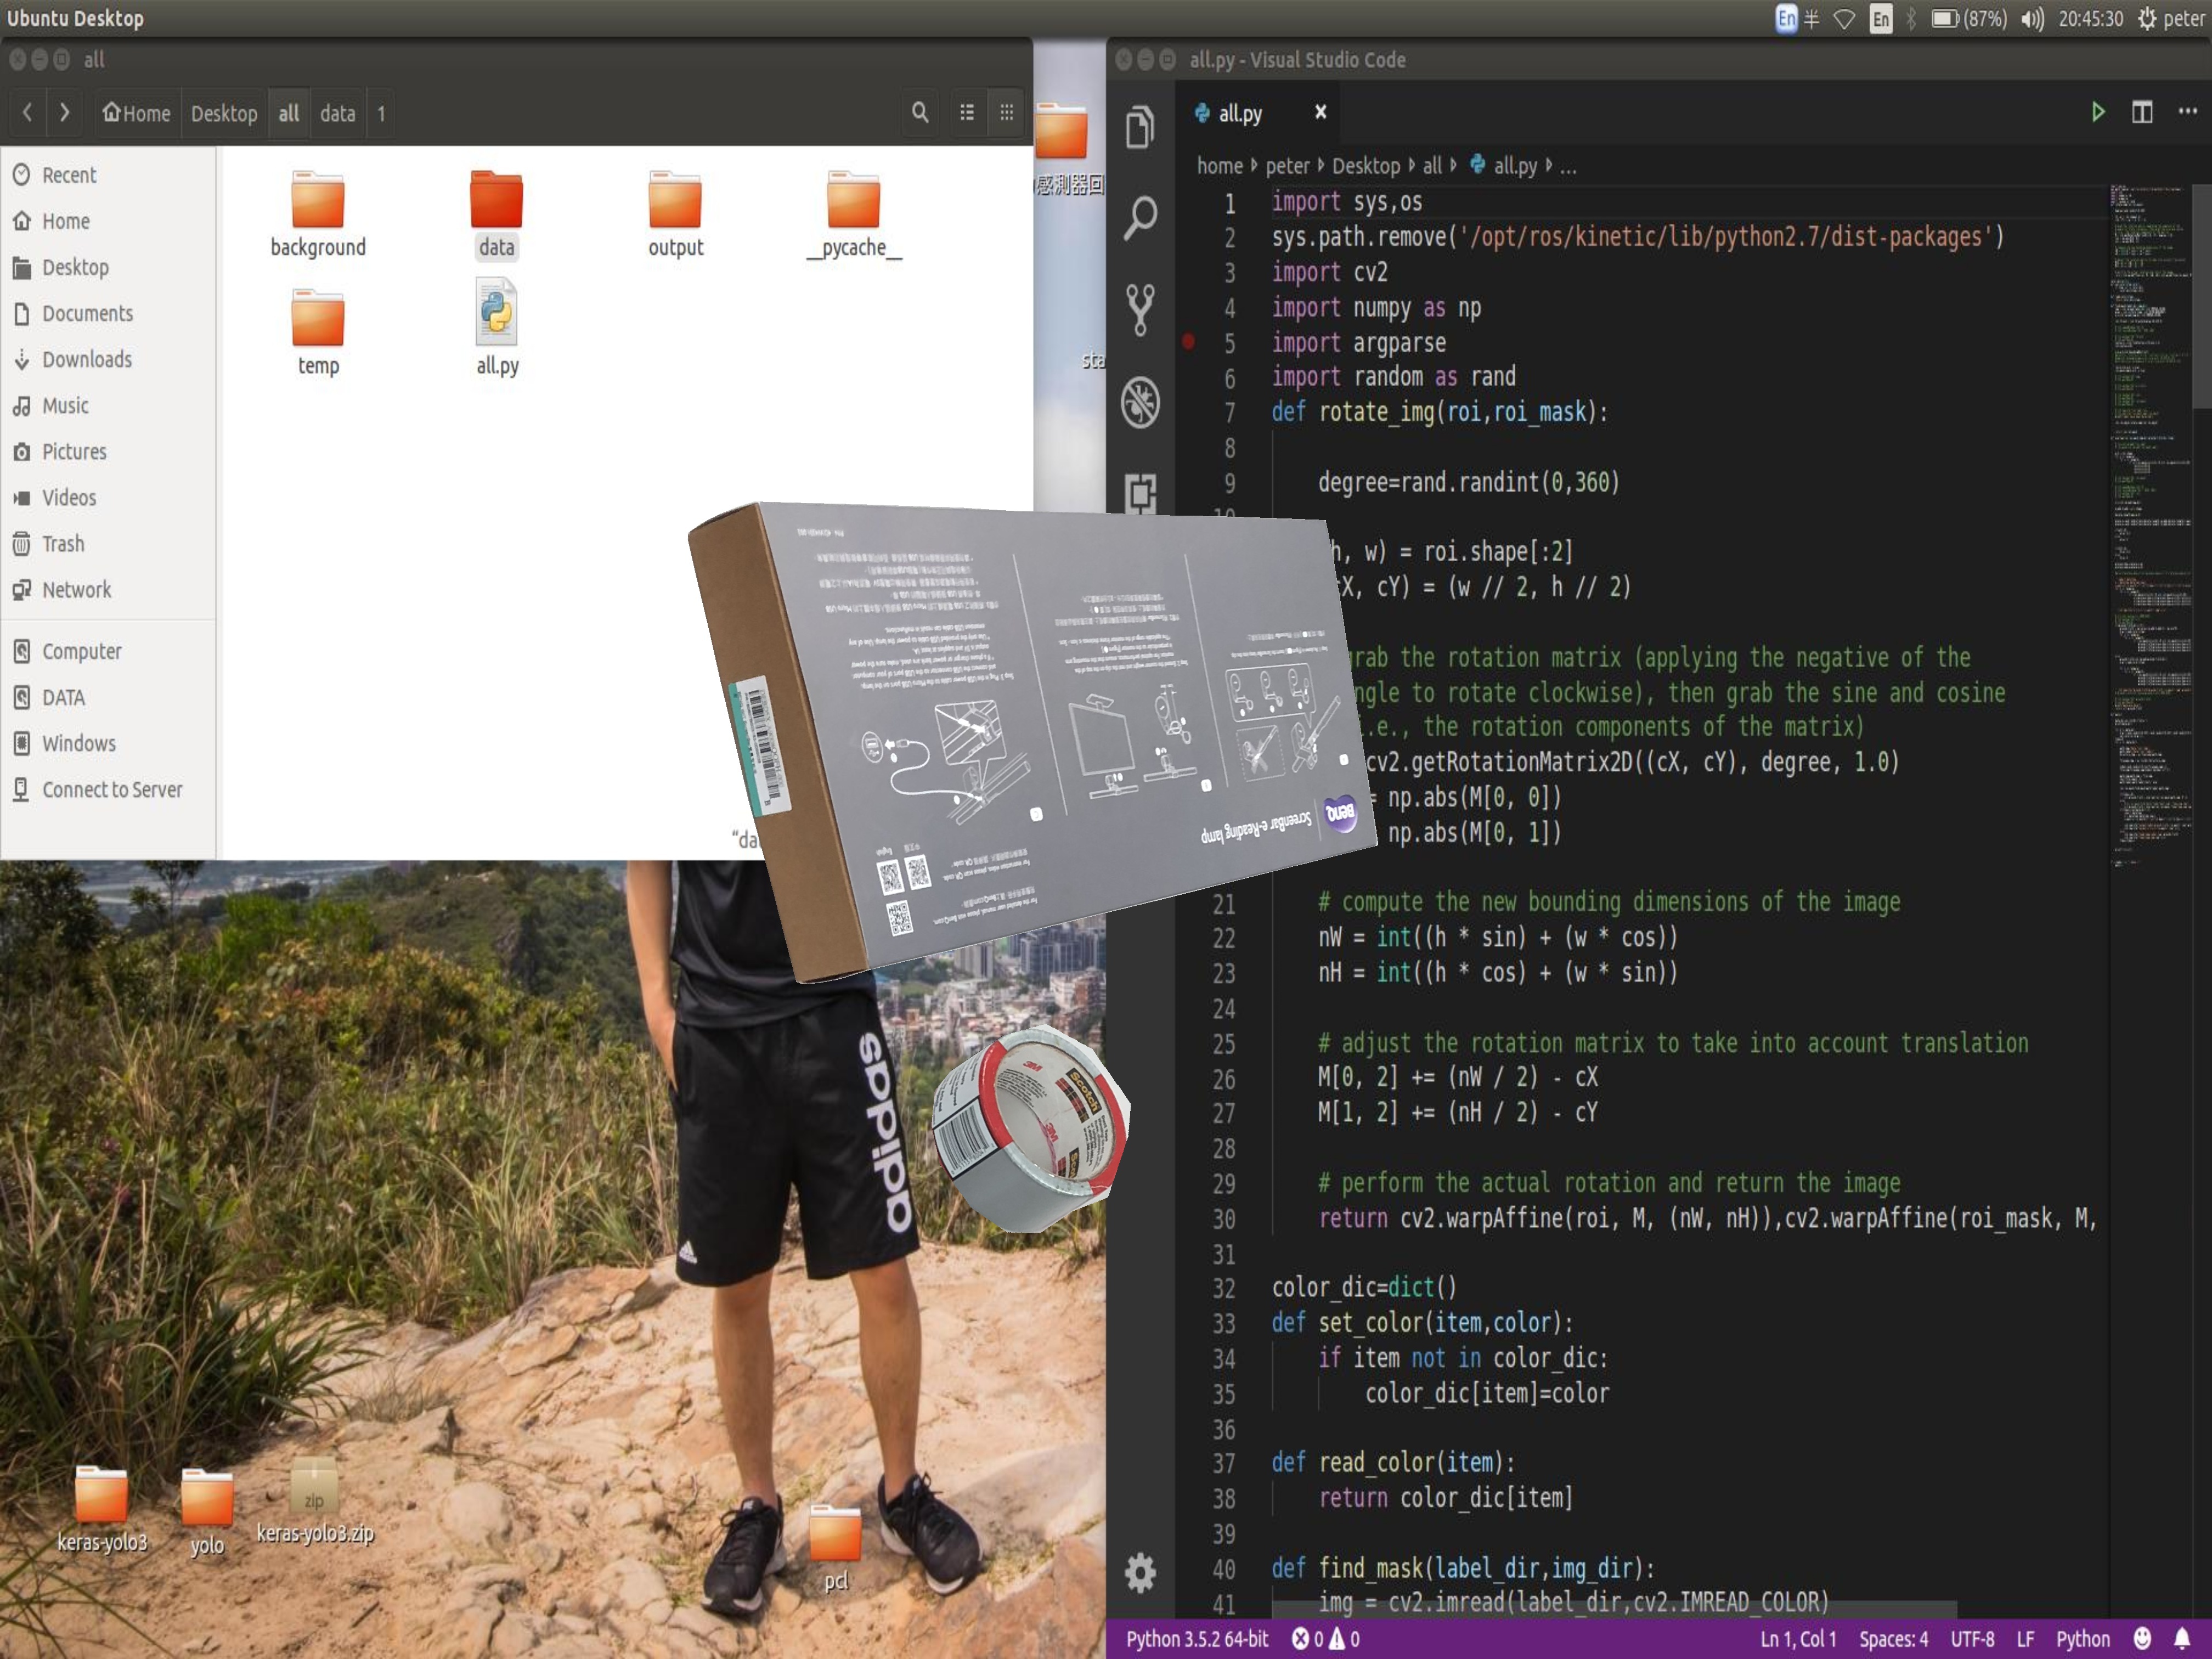 Ubuntu Desktop
En 半 En (87%) 20:45:30 peter
all
Home Desktop all data 1
Recent
Home
Desktop
Documents
Downloads
Music
Pictures
Videos
Trash
Network
Computer
DATA
Windows
Connect to Server
background data output __pycache__
temp all.py
感測器回
sta
"da
all.py - Visual Studio Code
all.py
home peter Desktop all all.py ...
1 import sys,os
2 sys.path.remove('/opt/ros/kinetic/lib/python2.7/dist-packages')
3 import cv2
4 import numpy as np
5 import argparse
6 import random as rand
7 def rotate_img(roi,roi_mask):
8
9 degree=rand.randint(0,360)
10
h, w) = roi.shape[:2]
X, cY) = (w // 2, h // 2)
grab the rotation matrix (applying the negative of the
ngle to rotate clockwise), then grab the sine and cosine
i.e., the rotation components of the matrix)
cv2.getRotationMatrix2D((cX, cY), degree, 1.0)
= np.abs(M[0, 0])
np.abs(M[0, 1])
21 # compute the new bounding dimensions of the image
22 nW = int((h * sin) + (w * cos))
23 nH = int((h * cos) + (w * sin))
24
25 # adjust the rotation matrix to take into account translation
26 M[0, 2] += (nW / 2) - cX
27 M[1, 2] += (nH / 2) - cY
28
29 # perform the actual rotation and return the image
30 return cv2.warpAffine(roi, M, (nW, nH)),cv2.warpAffine(roi_mask, M,
31
32 color_dic=dict()
33 def set_color(item,color):
34 if item not in color_dic:
35 color_dic[item]=color
36
37 def read_color(item):
38 return color_dic[item]
39
40 def find_mask(label_dir,img_dir):
41 img = cv2.imread(label_dir,cv2.IMREAD_COLOR)
Python 3.5.2 64-bit 0 0 Ln 1, Col 1 Spaces: 4 UTF-8 LF Python
BenQ
ScreenBar e-Reading lamp
English
中文版
adidas
adidas
3M
Scotch
3M
Scotch
keras-yolo3
yolo
zip
keras-yolo3.zip
pcl